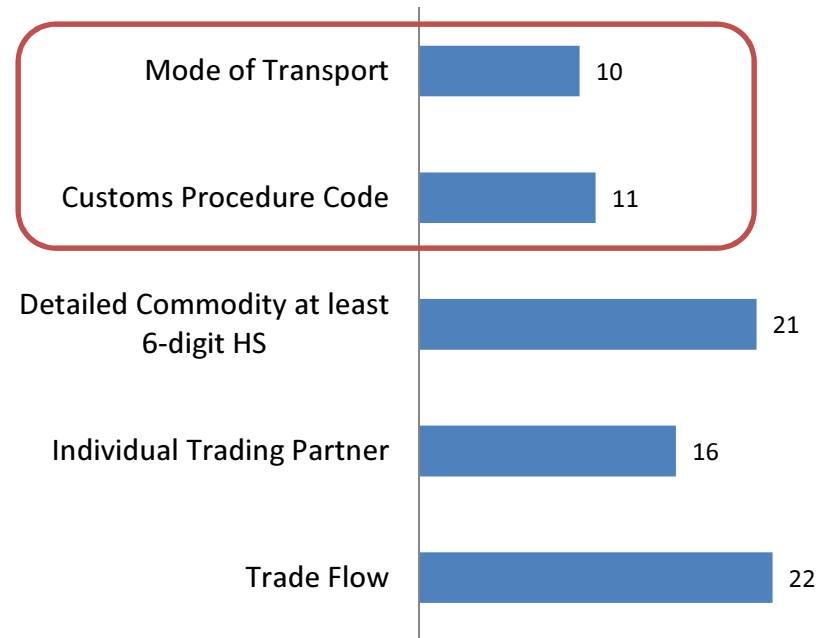 Mode of Transport 10
Customs Procedure Code 11
Detailed Commodity at least
6-digit HS 21
Individual Trading Partner 16
Trade Flow 22